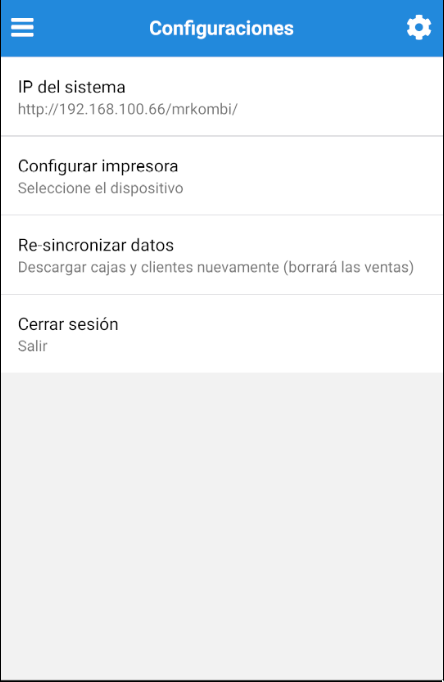 Configuraciones
IP del sistema
http://192.168.100.66/mrkombi/
Configurar impresora
Seleccione el dispositivo
Re-sincronizar datos
Descargar cajas y clientes nuevamente (borrará las ventas)
Cerrar sesión
Salir